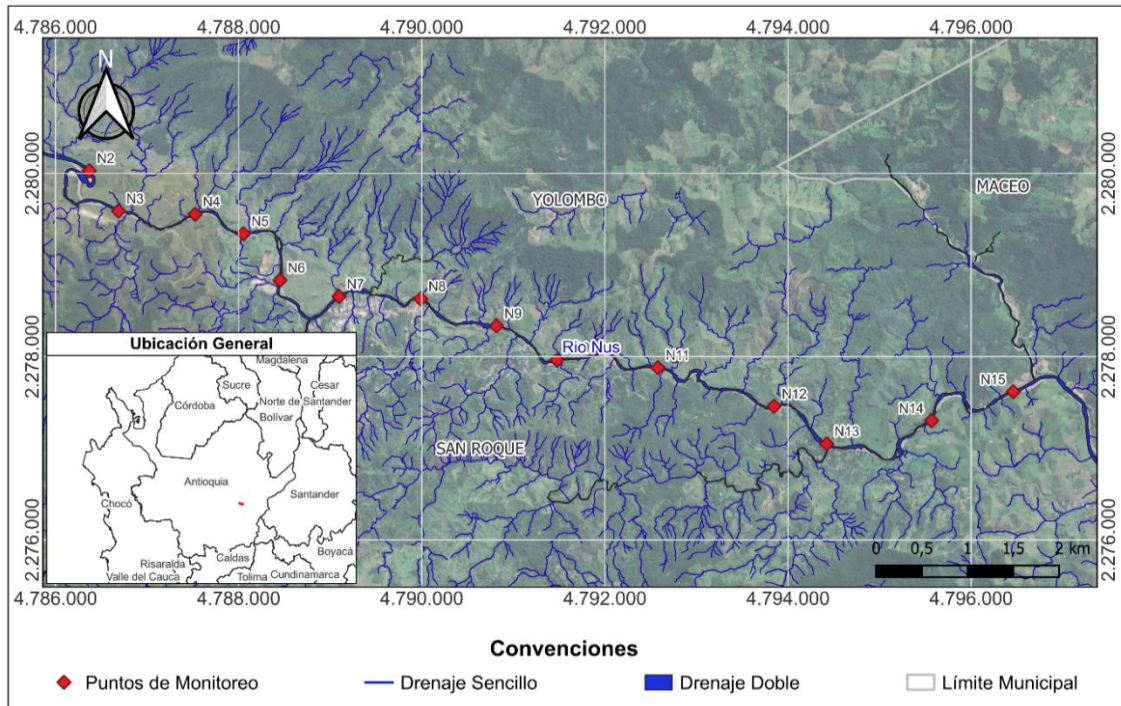 4.786.000 4.788.000 4.790.000 4.792.000 4.794.000 4.796.000
N
2.280.000
2.280.000
N2
N3
N4
N5
N6
N7
N8
N9
Rio Nus
N11
N12
N13
N14
N15
YOLOMBO
MACEO
SAN ROQUE
2.278.000
2.278.000
Ubicación General
Magdalena
Sucre
Cesar
Córdoba
Norte de Santander
Bolívar
Antioquia
Chocó
Santander
Boyacá
Risaralda
Caldas
Valle del Cauca
Tolima
Cundinamarca
2.276.000
2.276.000
0 0,5 1 1,5 2 km
4.786.000 4.788.000 4.790.000 4.792.000 4.794.000 4.796.000
Convenciones
Puntos de Monitoreo Drenaje Sencillo Drenaje Doble Límite Municipal